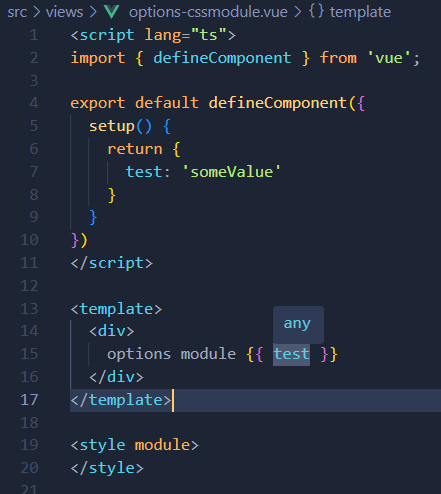 src > views > options-cssmodule.vue > {} template
1 <script lang="ts">
2 import { defineComponent } from 'vue';
3
4 export default defineComponent({
5 setup() {
6 return {
7 test: 'someValue'
8 }
9 }
10 })
11 </script>
12
13 <template>
any
14 <div>
15 options module {{ test }}
16 </div>
17 </template>
18
19 <style module>
20 </style>
21